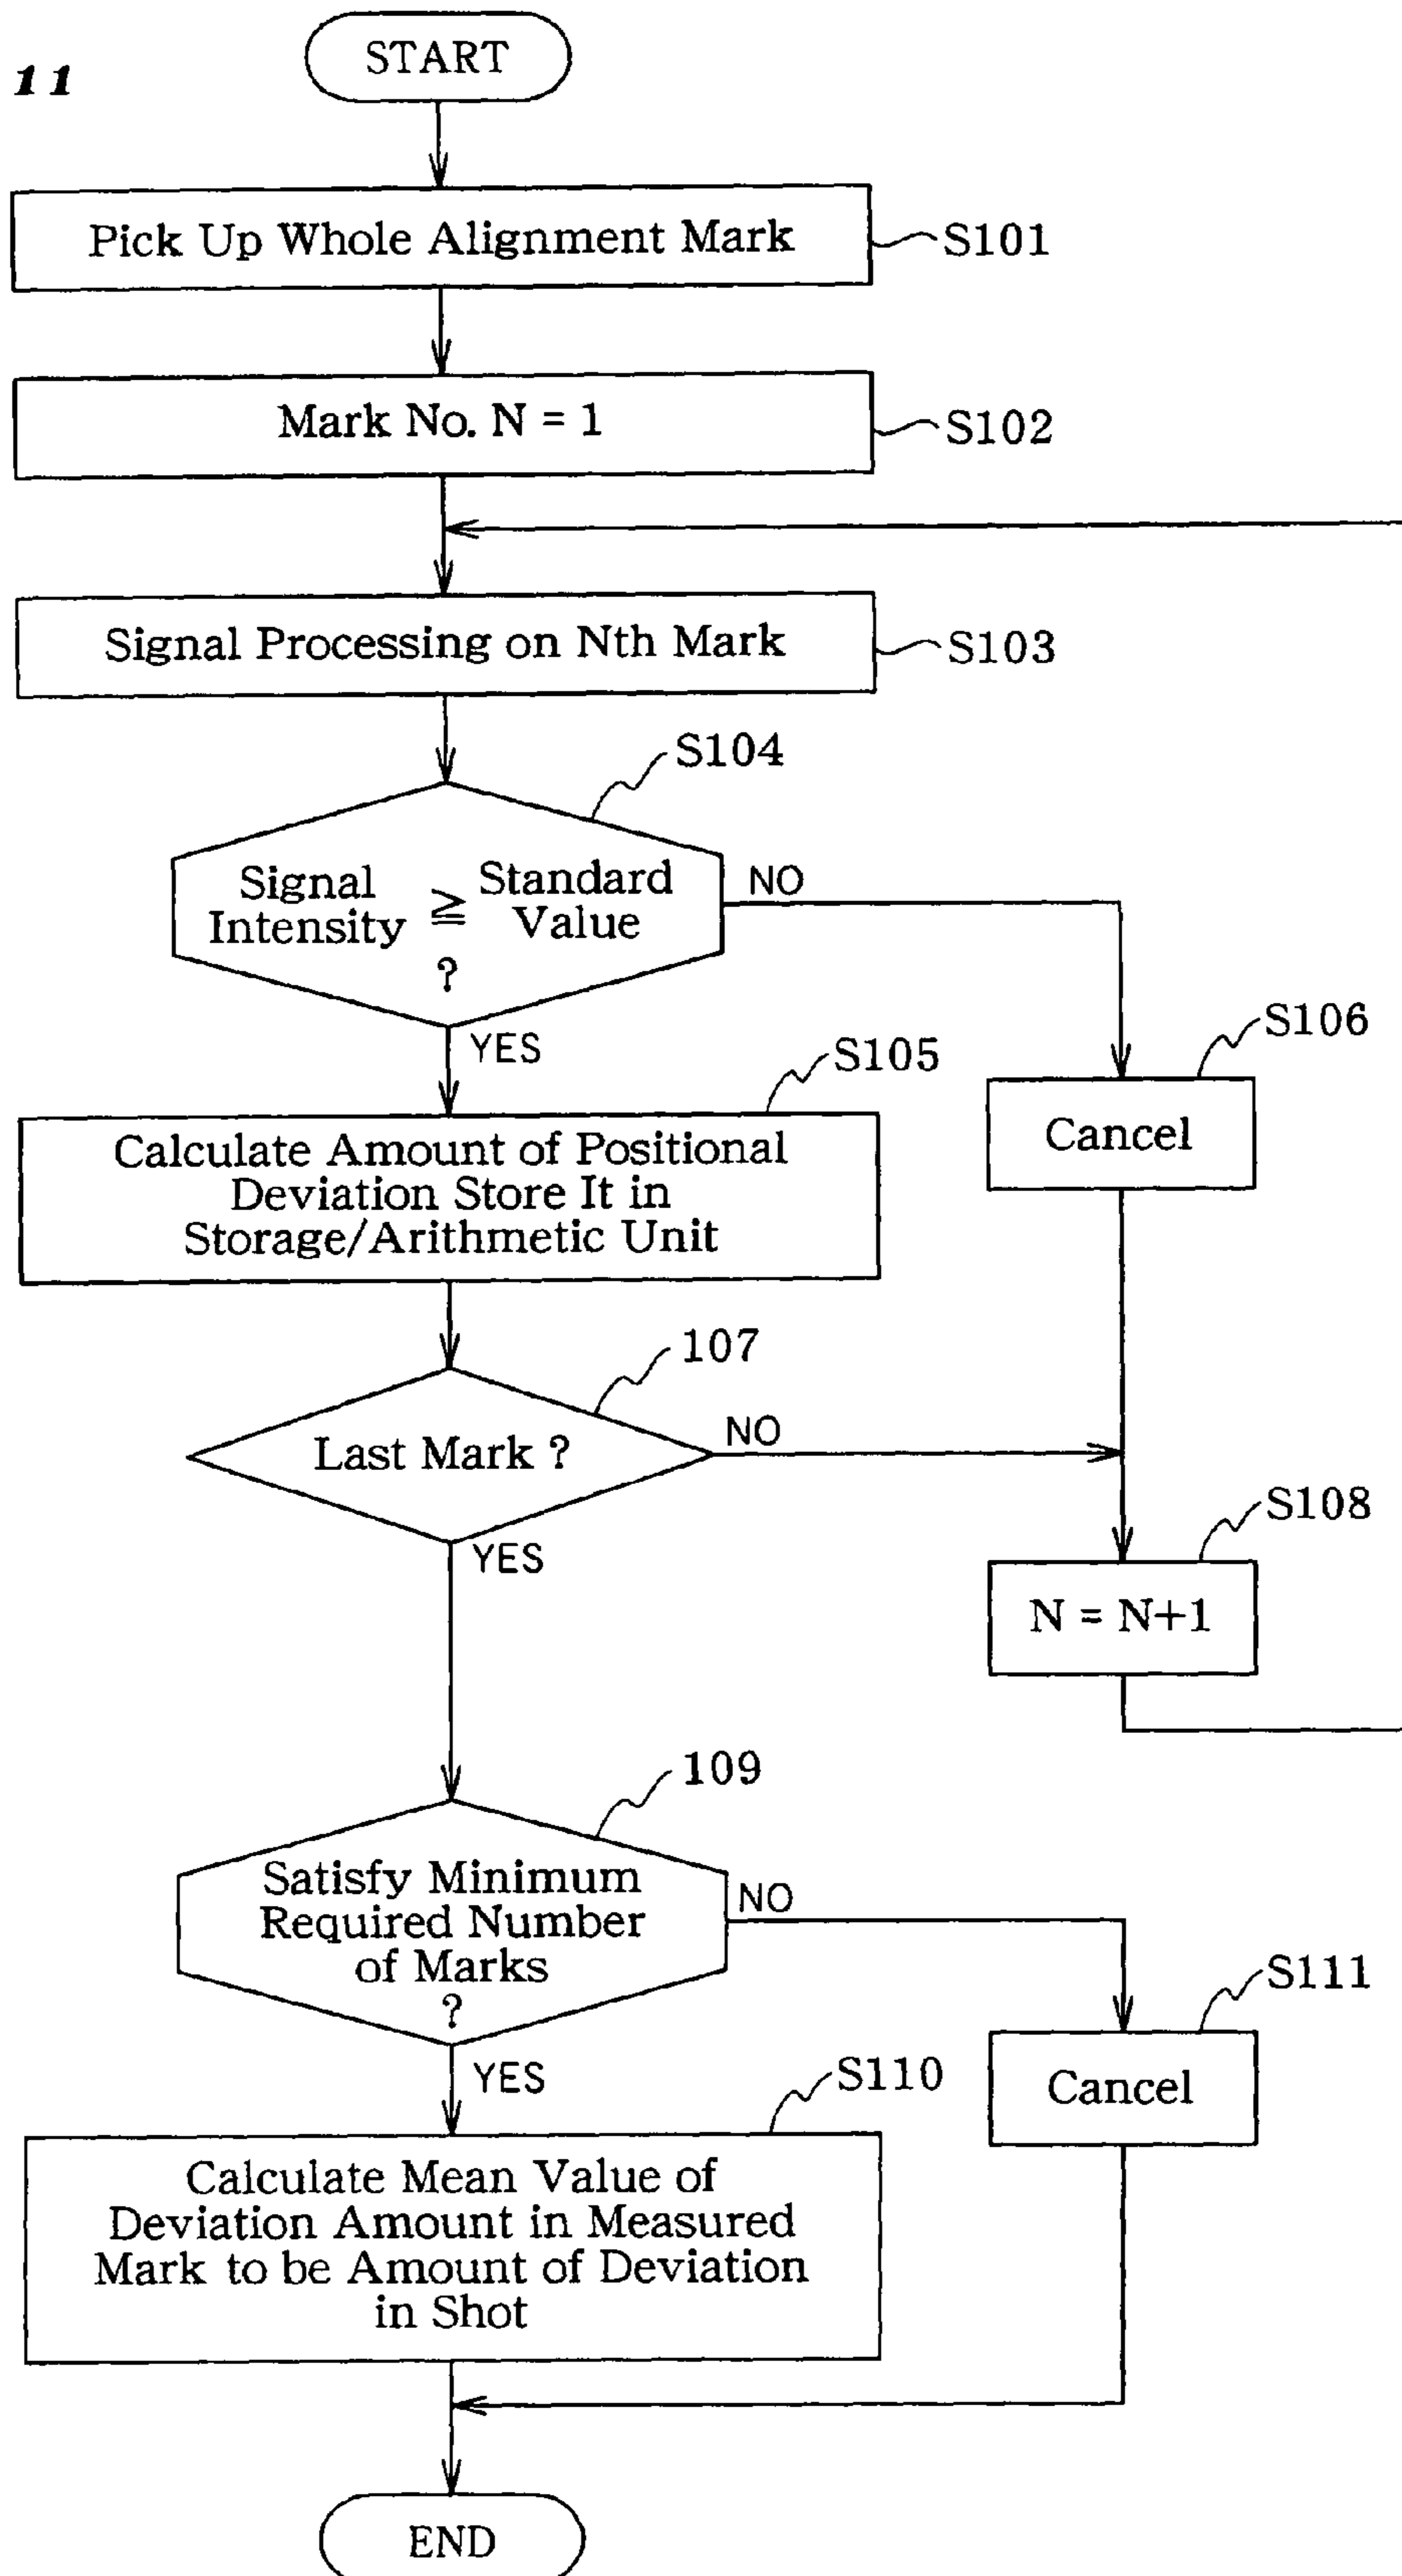 11
START
Pick Up Whole Alignment Mark
S101
Mark No. N = 1
S102
Signal Processing on Nth Mark
S103
S104
Signal
Intensity
≧
Standard
Value
?
NO
YES
S105
S106
Calculate Amount of Positional
Deviation Store It in
Storage/Arithmetic Unit
Cancel
107
Last Mark ?
NO
YES
S108
N = N+1
109
Satisfy Minimum
Required Number
of Marks
?
NO
YES
S111
Cancel
S110
Calculate Mean Value of
Deviation Amount in Measured
Mark to be Amount of Deviation
in Shot
END